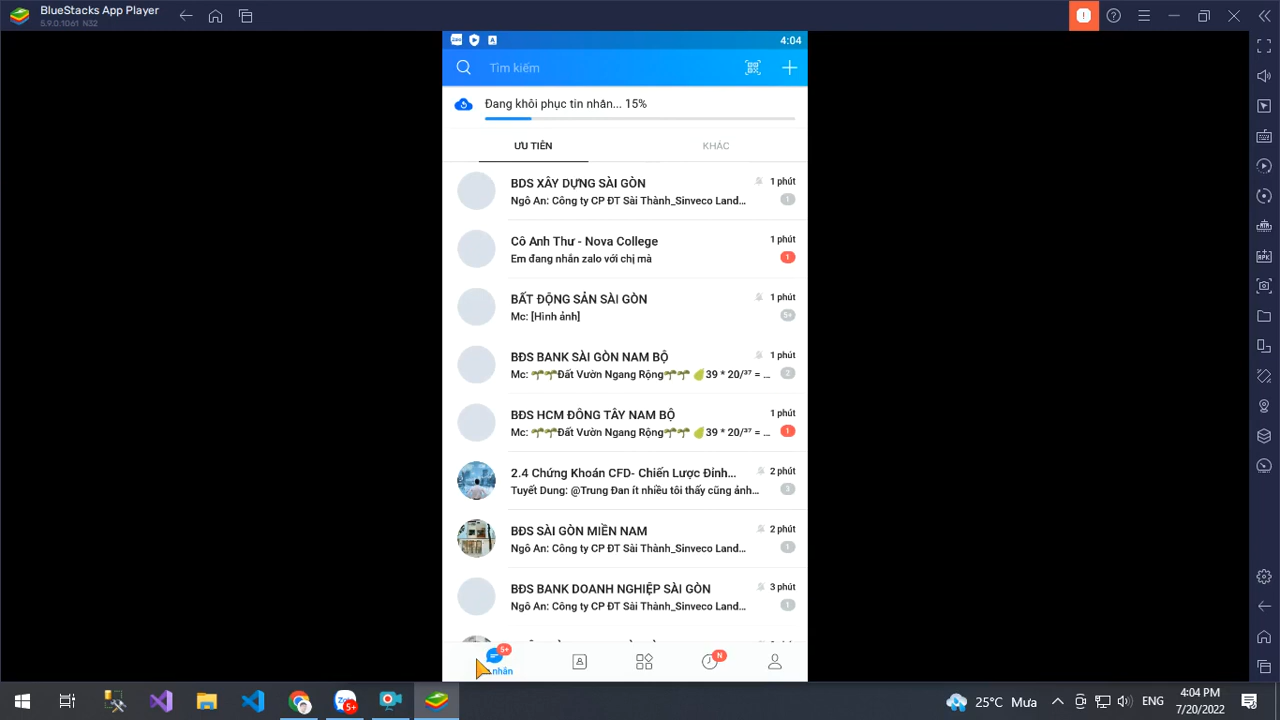 BlueStacks App Player
5.9.0.1061 N32
Zalo
A
4:04
Tìm kiếm
Đang khôi phục tin nhắn... 15%
ƯU TIÊN
KHÁC
BDS XÂY DỰNG SÀI GÒN
1 phút
Ngô An: Công ty CP ĐT Sài Thành_Sinveco Land...
1
Cô Anh Thư - Nova College
1 phút
Em đang nhắn zalo với chị mà
1
BẤT ĐỘNG SẢN SÀI GÒN
1 phút
Mc: [Hình ảnh]
5+
BĐS BANK SÀI GÒN NAM BỘ
1 phút
Mc: 🌴🌴Đất Vườn Ngang Rộng🌴🌴 🍐39 * 20/³⁷ = ...
2
BĐS HCM ĐÔNG TÂY NAM BỘ
1 phút
Mc: 🌴🌴Đất Vườn Ngang Rộng🌴🌴 🍐39 * 20/³⁷ = ...
1
2.4 Chứng Khoán CFD- Chiến Lược Đỉnh...
2 phút
Tuyết Dung: @Trung Đan ít nhiều tôi thấy cũng ảnh...
3
BĐS SÀI GÒN MIỀN NAM
2 phút
Ngô An: Công ty CP ĐT Sài Thành_Sinveco Land...
1
BĐS BANK DOANH NGHIỆP SÀI GÒN
3 phút
Ngô An: Công ty CP ĐT Sài Thành_Sinveco Land...
1
5+
nhắn
N
5+
25°C Mưa
ENG
4:04 PM
7/20/2022